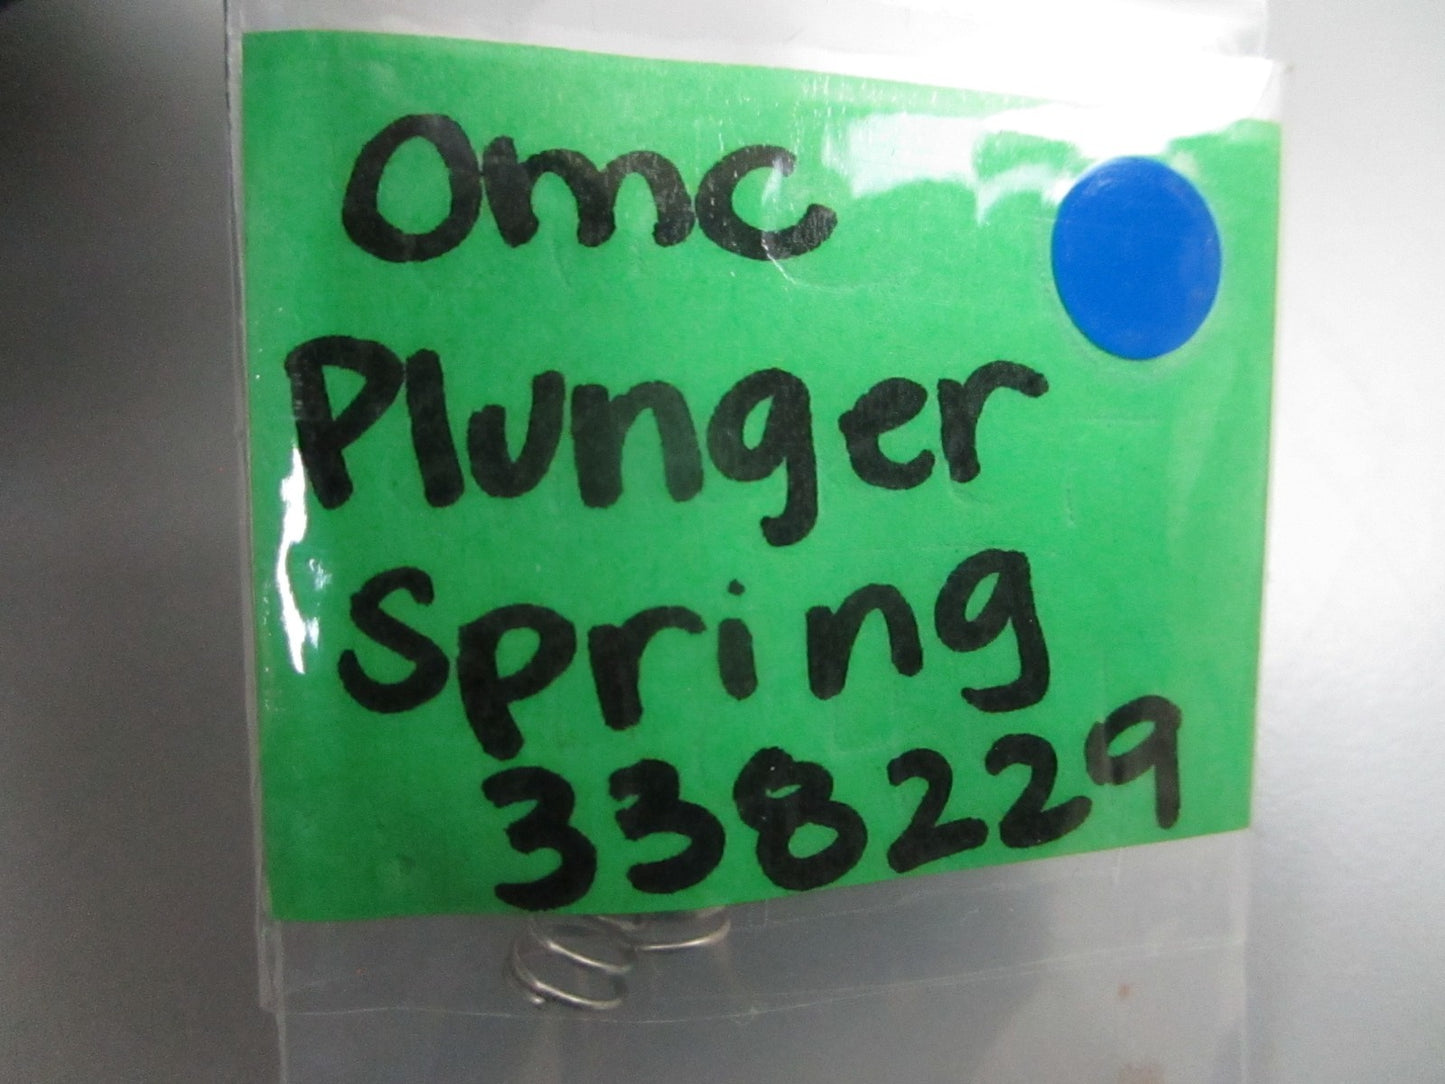 Omc
Plunger
Spring
338229